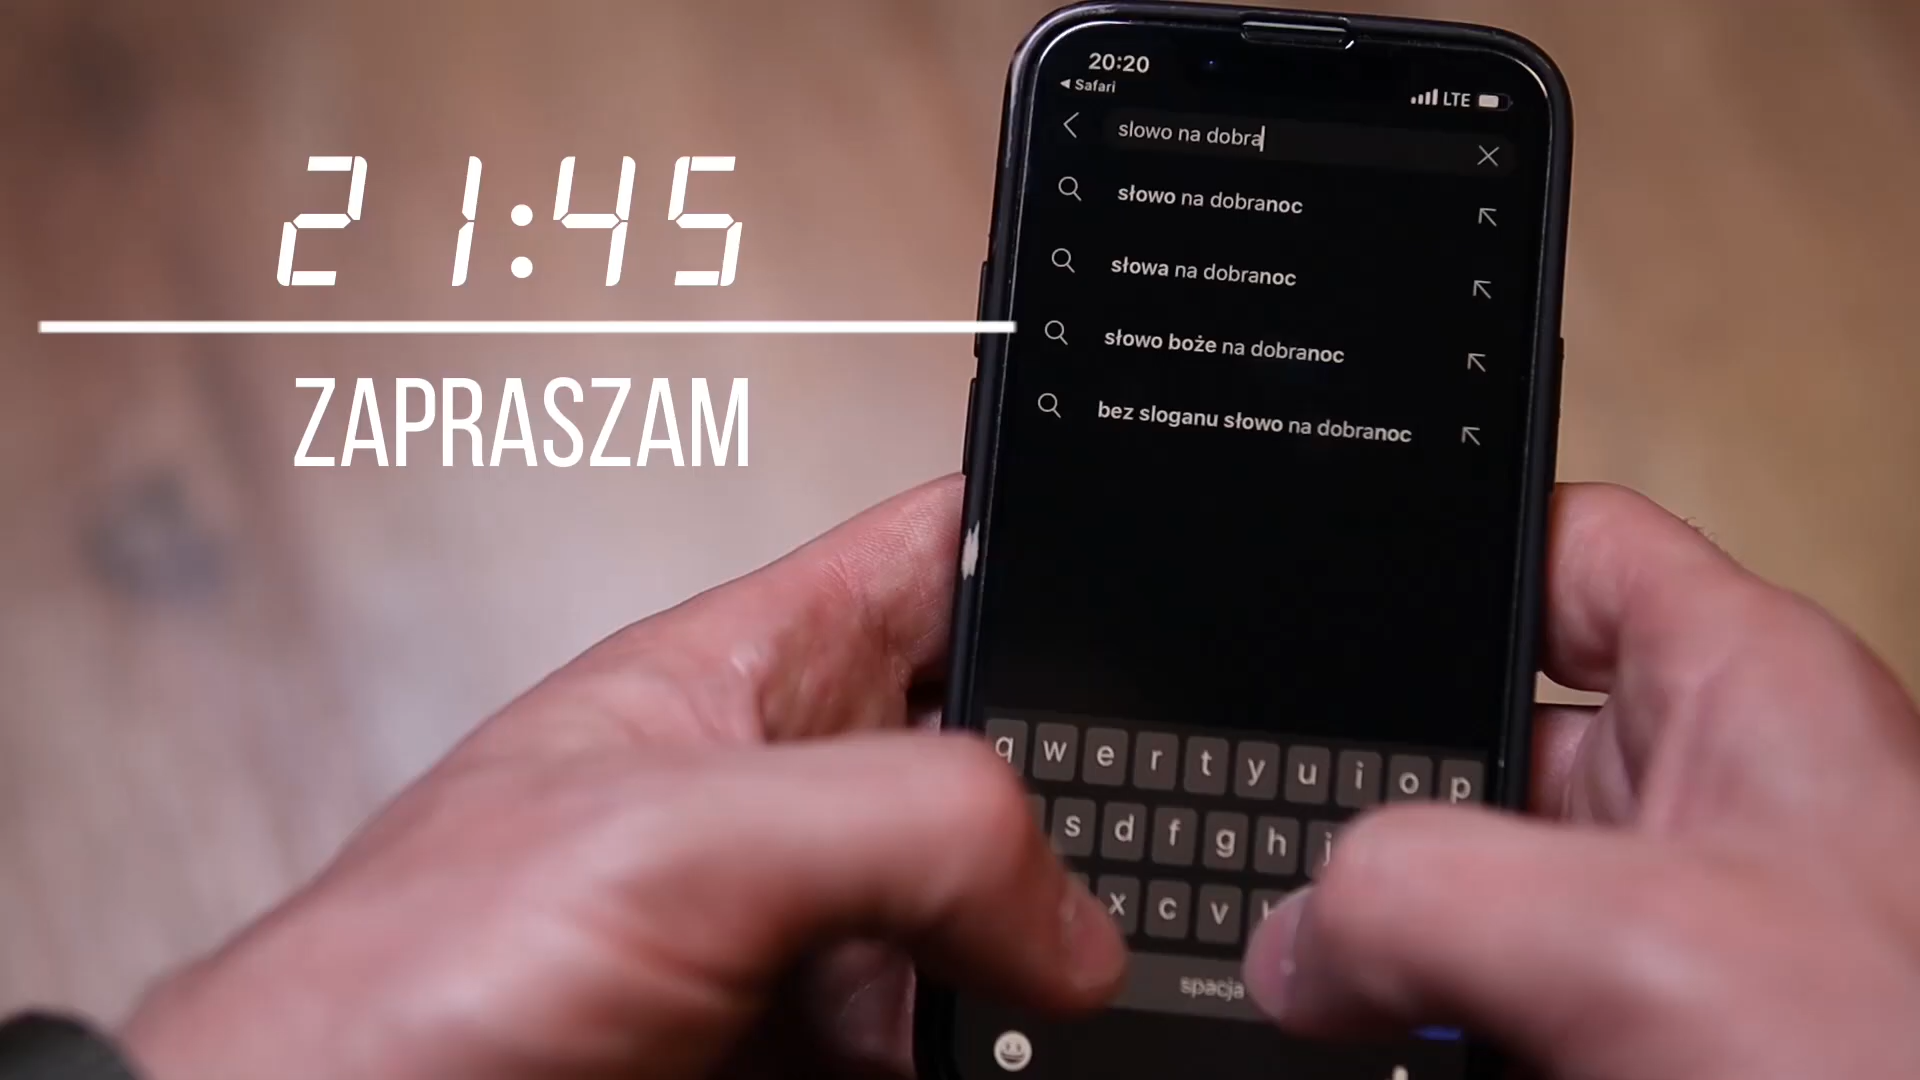 21:45
ZAPRASZAM
20:20
Safari
LTE
slowo na dobra
słowo na dobranoc
słowa na dobranoc
słowo boże na dobranoc
bez sloganu słowo na dobranoc
q w e r t y u i o p
s d f g h j
x c v
spacja